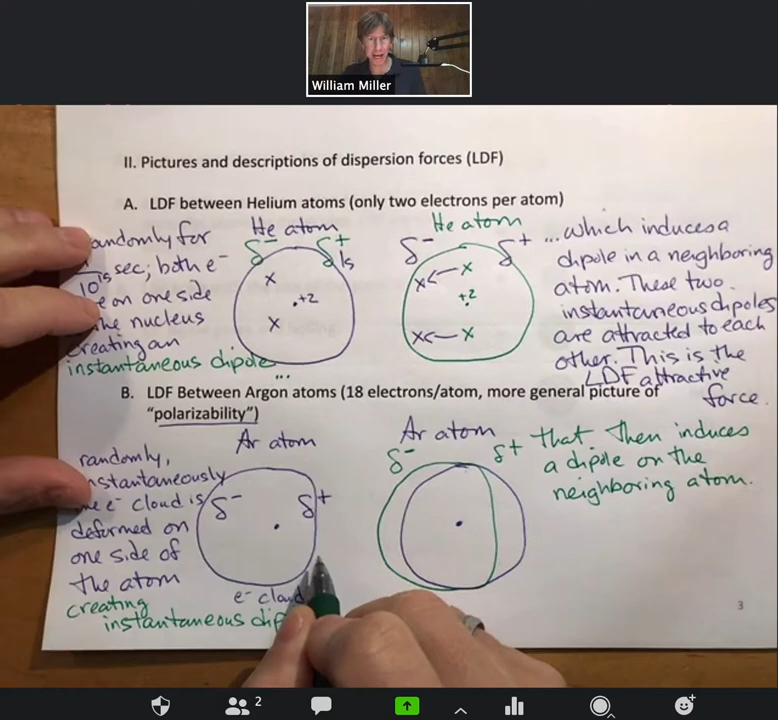 William Miller
II. Pictures and descriptions of dispersion forces (LDF)
A. LDF between Helium atoms (only two electrons per atom)
andomly for
10 sec; both e⁻
on one side
nucleus
creating an
instantaneous dipole
...
He atom
δ⁻ δ⁺
x
.+2
x
He atom
δ⁻ δ⁺
x ← x
+2
x ← x
...which induces a
dipole in a neighboring
atom. These two
instantaneous dipoles
are attracted to each
other. This is the
LDF attractive
force.
B. LDF Between Argon atoms (18 electrons/atom, more general picture of
“polarizability”)
randomly,
nstantaneously
e⁻ cloud is
deformed on
one side of
the atom
creating
instantaneous dip
Ar atom
δ⁻ δ⁺
e⁻ cloud
Ar atom
δ⁻ δ⁺
that then induces
a dipole on the
neighboring atom.
3
2